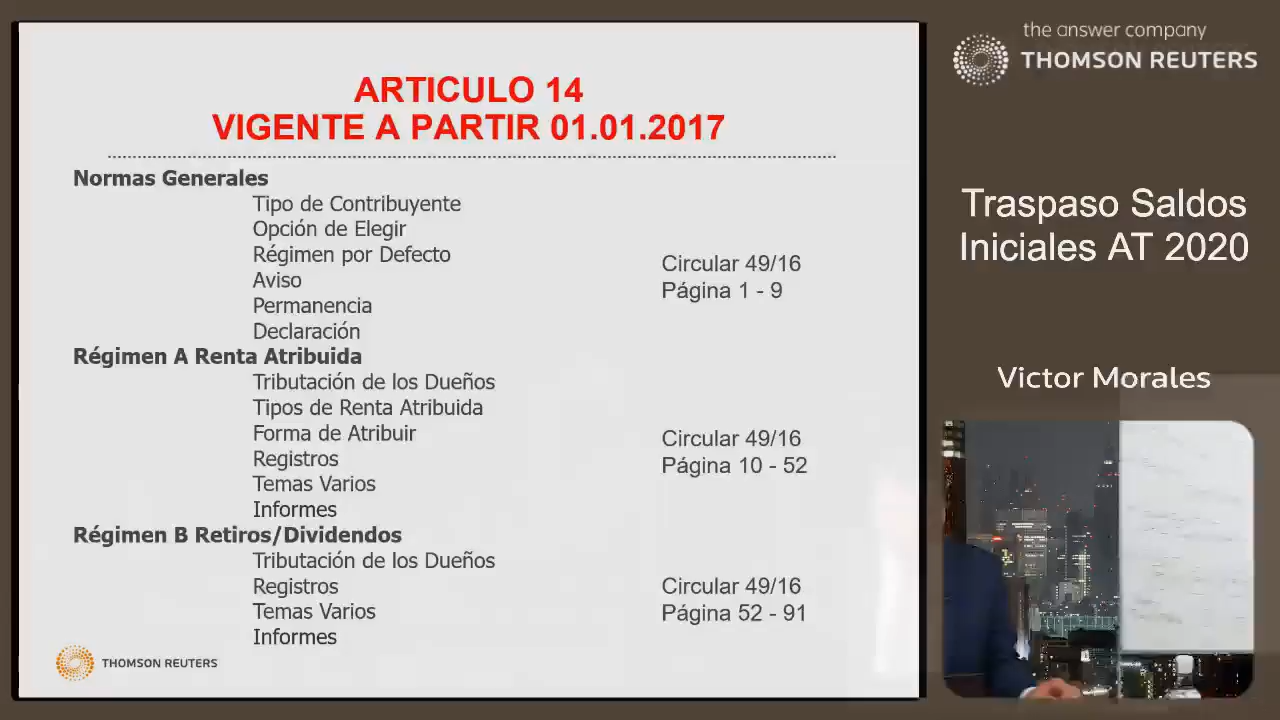 ARTICULO 14
VIGENTE A PARTIR 01.01.2017
Normas Generales
Tipo de Contribuyente
Opción de Elegir
Régimen por Defecto
Aviso
Permanencia
Declaración
Circular 49/16
Página 1 - 9
Régimen A Renta Atribuida
Tributación de los Dueños
Tipos de Renta Atribuida
Forma de Atribuir
Registros
Temas Varios
Informes
Circular 49/16
Página 10 - 52
Régimen B Retiros/Dividendos
Tributación de los Dueños
Registros
Temas Varios
Informes
Circular 49/16
Página 52 - 91
THOMSON REUTERS
the answer company
THOMSON REUTERS
Traspaso Saldos
Iniciales AT 2020
Victor Morales